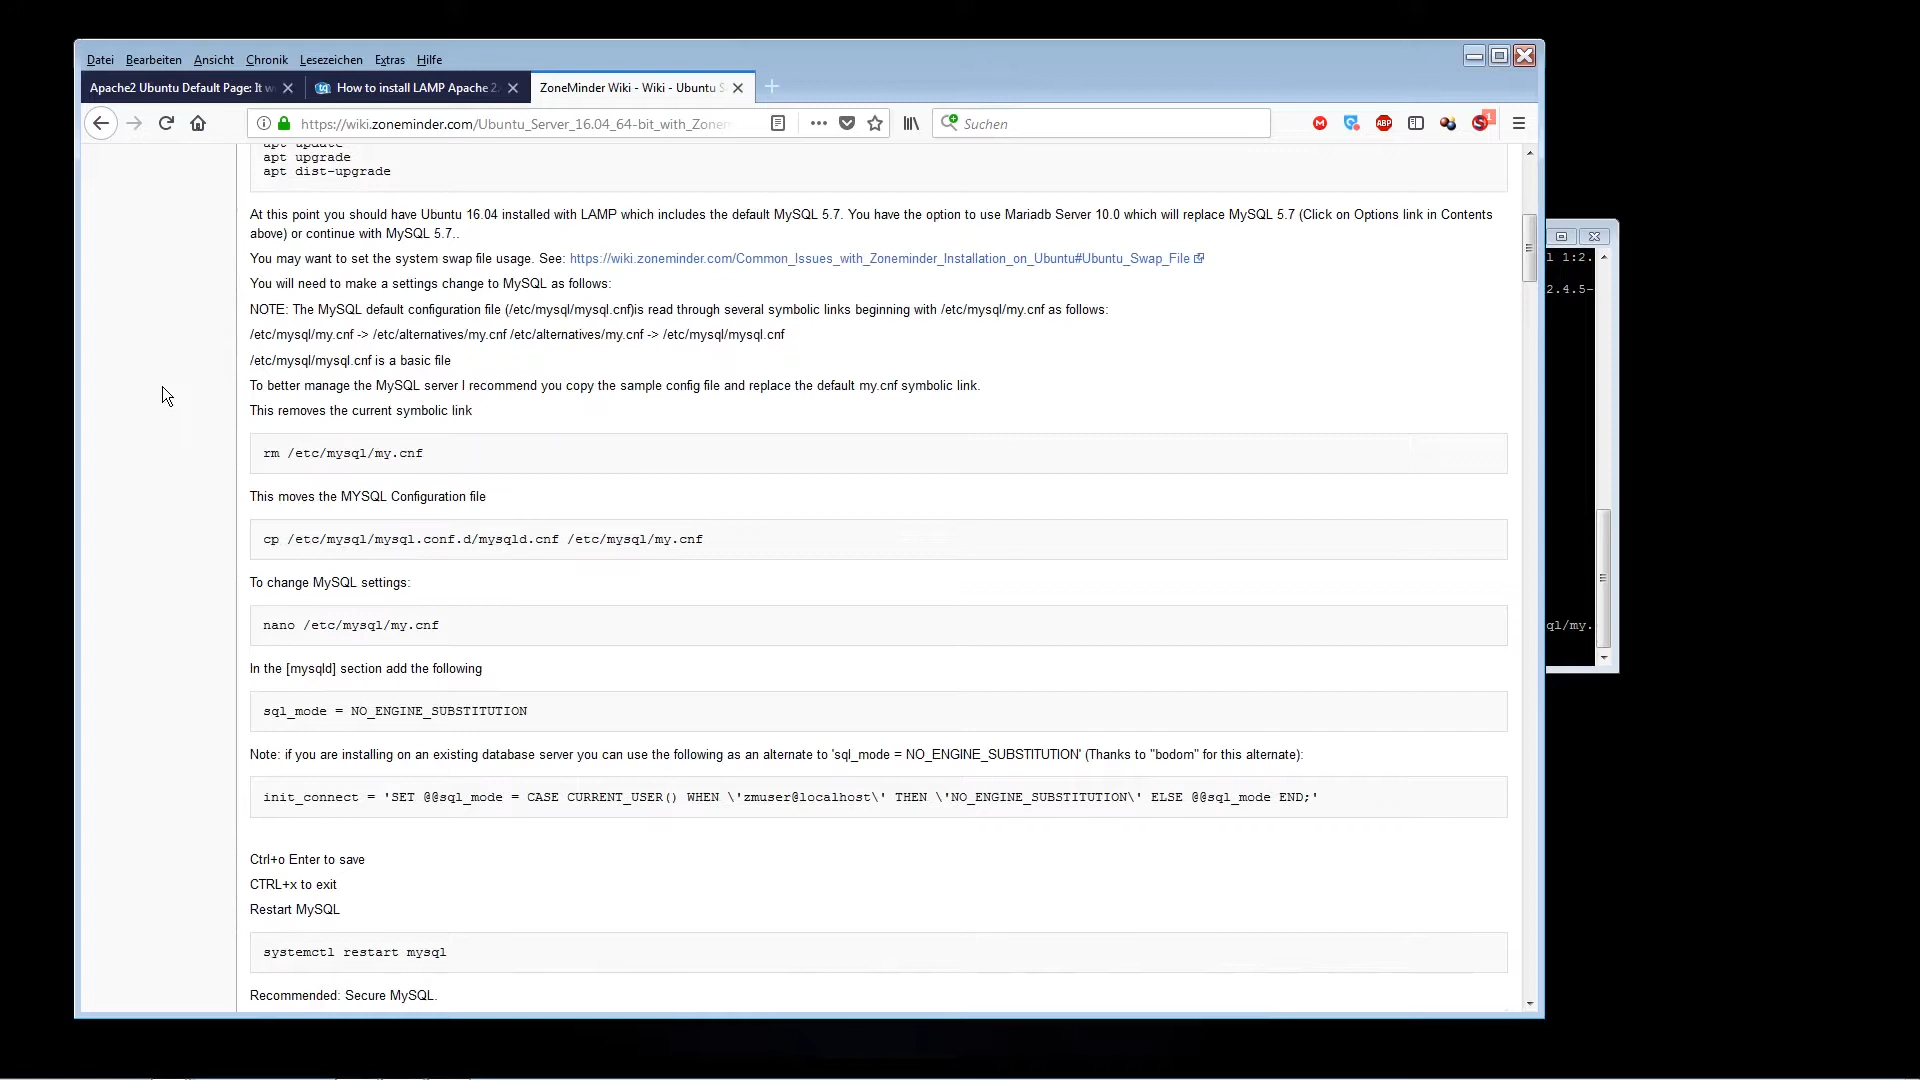 Datei Bearbeiten Ansicht Chronik Lesezeichen Extras Hilfe
Apache2 Ubuntu Default Page: It w How to install LAMP Apache 2. ZoneMinder Wiki - Wiki - Ubuntu S
https://wiki.zoneminder.com/Ubuntu_Server_16.04_64-bit_with_Zonem Suchen ABP 1
apt update
apt upgrade
apt dist-upgrade
At this point you should have Ubuntu 16.04 installed with LAMP which includes the default MySQL 5.7. You have the option to use Mariadb Server 10.0 which will replace MySQL 5.7 (Click on Options link in Contents
above) or continue with MySQL 5.7..
You may want to set the system swap file usage. See: https://wiki.zoneminder.com/Common_Issues_with_Zoneminder_Installation_on_Ubuntu#Ubuntu_Swap_File
You will need to make a settings change to MySQL as follows:
NOTE: The MySQL default configuration file (/etc/mysql/mysql.cnf)is read through several symbolic links beginning with /etc/mysql/my.cnf as follows:
/etc/mysql/my.cnf -> /etc/alternatives/my.cnf /etc/alternatives/my.cnf -> /etc/mysql/mysql.cnf
/etc/mysql/mysql.cnf is a basic file
To better manage the MySQL server I recommend you copy the sample config file and replace the default my.cnf symbolic link.
This removes the current symbolic link
rm /etc/mysql/my.cnf
This moves the MYSQL Configuration file
cp /etc/mysql/mysql.conf.d/mysqld.cnf /etc/mysql/my.cnf
To change MySQL settings:
nano /etc/mysql/my.cnf
In the [mysqld] section add the following
sql_mode = NO_ENGINE_SUBSTITUTION
Note: if you are installing on an existing database server you can use the following as an alternate to 'sql_mode = NO_ENGINE_SUBSTITUTION' (Thanks to "bodom" for this alternate):
init_connect = 'SET @@sql_mode = CASE CURRENT_USER() WHEN \'zmuser@localhost\' THEN \'NO_ENGINE_SUBSTITUTION\' ELSE @@sql_mode END;'
Ctrl+o Enter to save
CTRL+x to exit
Restart MySQL
systemctl restart mysql
Recommended: Secure MySQL.
l 1:2.
2.4.5-
ql/my.